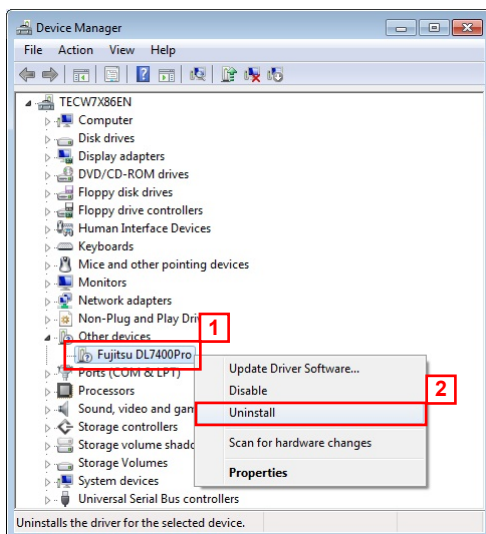 Device Manager
File Action View Help
TECW7X86EN
Computer
Disk drives
Display adapters
DVD/CD-ROM drives
Floppy disk drives
Floppy drive controllers
Human Interface Devices
Keyboards
Mice and other pointing devices
Monitors
Network adapters
Non-Plug and Play Dri
1
Other devices
Fujitsu DL7400Pro
Ports (COM & LPT)
Processors
Sound, video and gam
Storage controllers
Storage volume shado
Storage Volumes
System devices
Universal Serial Bus controllers
Update Driver Software...
Disable
2
Uninstall
Scan for hardware changes
Properties
Uninstalls the driver for the selected device.